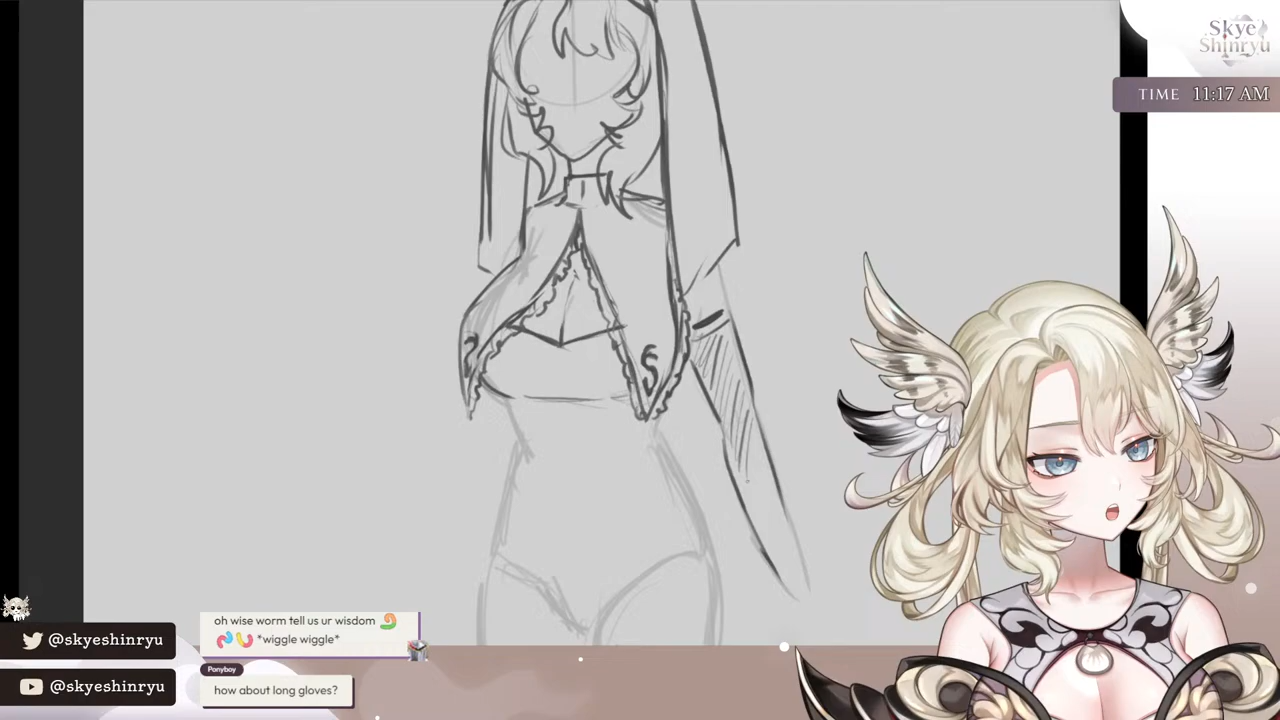 Skye
Shinryu
TIME 11:17 AM
oh wise worm tell us ur wisdom
*wiggle wiggle*
@skyeshinryu
Ponyboy
@skyeshinryu
how about long gloves?